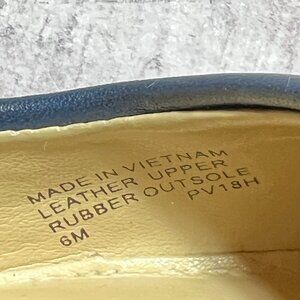 MADE IN VIETNAM
LEATHER UPPER
RUBBER OUTSOLE
6M PV18H